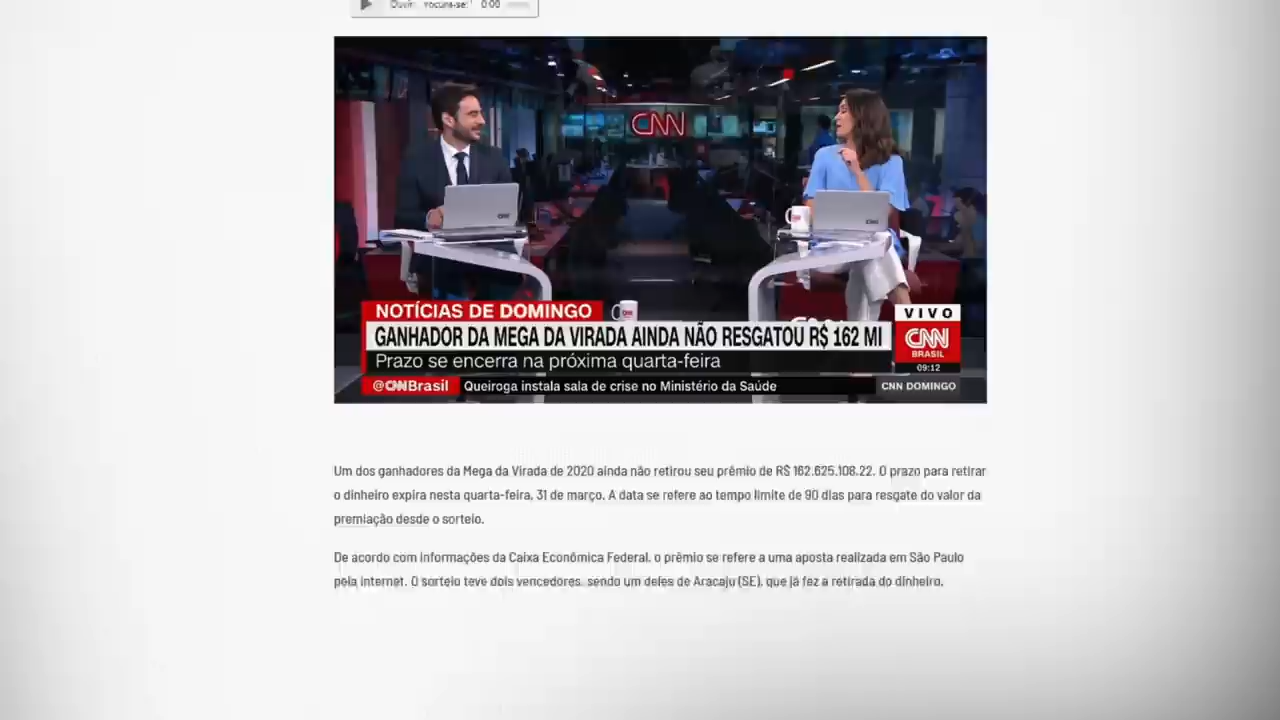 Ouvir:
0:00
CNN
NOTÍCIAS DE DOMINGO
VIVO
GANHADOR DA MEGA DA VIRADA AINDA NÃO RESGATOU R$ 162 MI
CNN
BRASIL
Prazo se encerra na próxima quarta-feira
09:12
@CNNBrasil
Queiroga instala sala de crise no Ministério da Saúde
CNN DOMINGO
Um dos ganhadores da Mega da Virada de 2020 ainda não retirou seu prêmio de R$ 162.625.108,22. O prazo para retirar
o dinheiro expira nesta quarta-feira, 31 de março. A data se refere ao tempo limite de 90 dias para resgate do valor da
premiação desde o sorteio.
De acordo com informações da Caixa Econômica Federal, o prêmio se refere a uma aposta realizada em São Paulo
pela internet. O sorteio teve dois vencedores, sendo um deles de Aracaju (SE), que já fez a retirada do dinheiro.